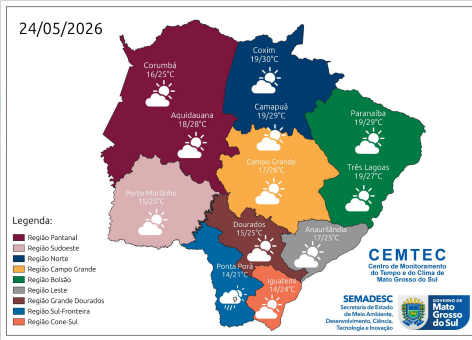 24/05/2026
Coxim
19/30°C
Corumbá
16/25°C
Camapuã
19/29°C
Aquidauana
18/28°C
Paranaíba
19/29°C
Campo Grande
17/26°C
Três Lagoas
19/27°C
Porto Murtinho
15/25°C
Dourados
15/25°C
Anaurilândia
17/25°C
Ponta Porã
14/21°C
Iguatemi
14/24°C
Legenda:
Região Pantanal
Região Sudoeste
Região Norte
Região Campo Grande
Região Bolsão
Região Leste
Região Grande Dourados
Região Sul-Fronteira
Região Cone-Sul
CEMTEC
Centro de Monitoramento
do Tempo e do Clima de
Mato Grosso do Sul
SEMADESC
Secretaria de Estado
de Meio Ambiente,
Desenvolvimento, Ciência,
Tecnologia e Inovação
GOVERNO DE
Mato
Grosso
do Sul